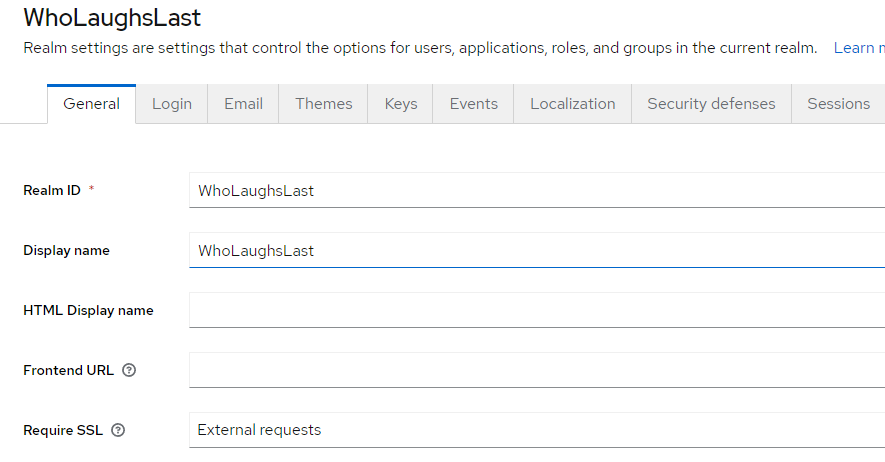 WhoLaughsLast
Realm settings are settings that control the options for users, applications, roles, and groups in the current realm. Learn
General Login Email Themes Keys Events Localization Security defenses Sessions
Realm ID * WhoLaughsLast
Display name WhoLaughsLast
HTML Display name
Frontend URL
Require SSL External requests